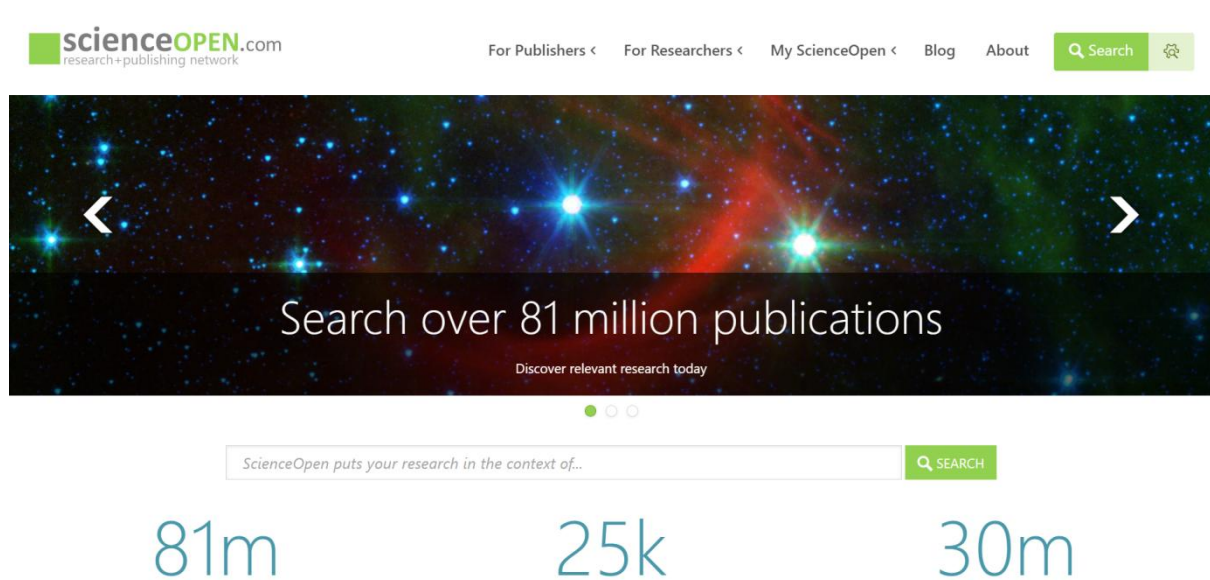 scienceOPEN.com
research+publishing network
For Publishers < For Researchers < My ScienceOpen < Blog About Search
Search over 81 million publications
Discover relevant research today
ScienceOpen puts your research in the context of...
SEARCH
81m 25k 30m